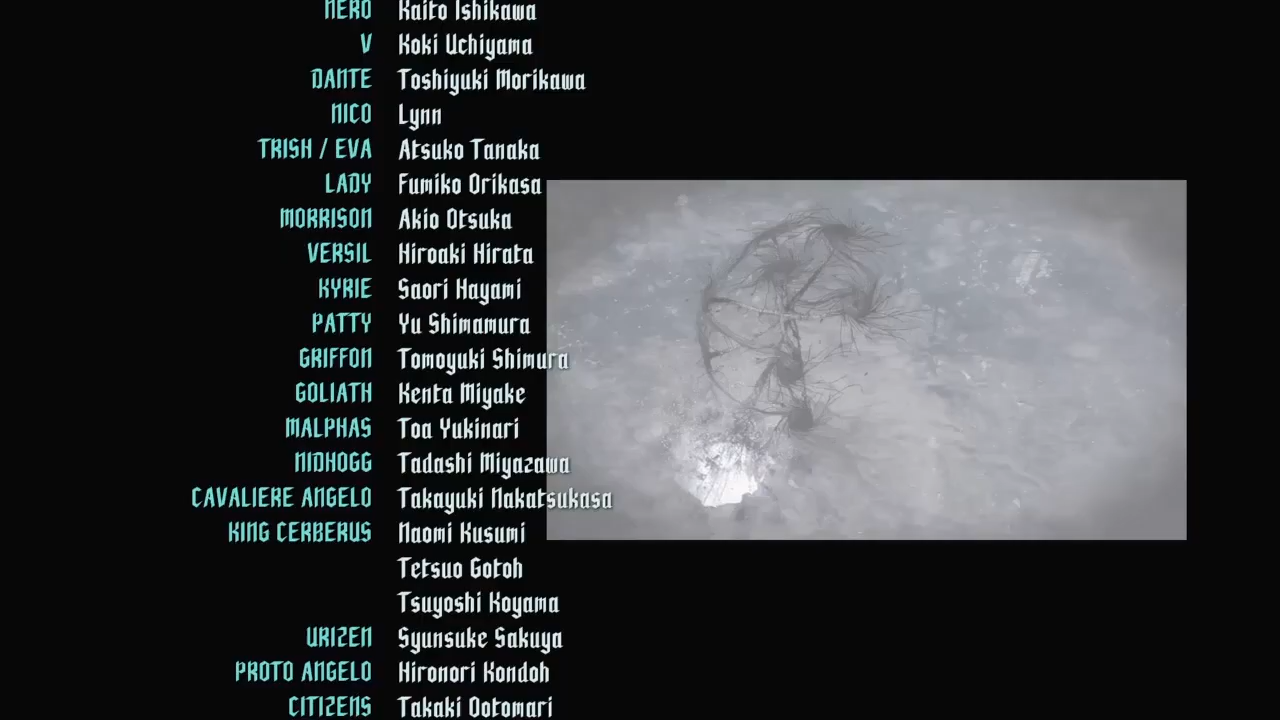 NERO Kaito Ishikawa
V Koki Uchiyama
DANTE Toshiyuki Morikawa
NICO Lynn
TRISH / EVA Atsuko Tanaka
LADY Fumiko Orikasa
MORRISON Akio Otsuka
VERSIL Hiroaki Hirata
KYRIE Saori Hayami
PATTY Yu Shimamura
GRIFFON Tomoyuki Shimura
GOLIATH Kenta Miyake
MALPHAS Toa Yukinari
NIDHOGG Tadashi Miyazawa
CAVALIERE ANGELO Takayuki Nakatsukasa
KING CERBERUS Naomi Kusumi
Tetsuo Gotoh
Tsuyoshi Koyama
URIZEN Syunsuke Sakuya
PROTO ANGELO Hironori Kondoh
CITIZENS Takaki Ootomari